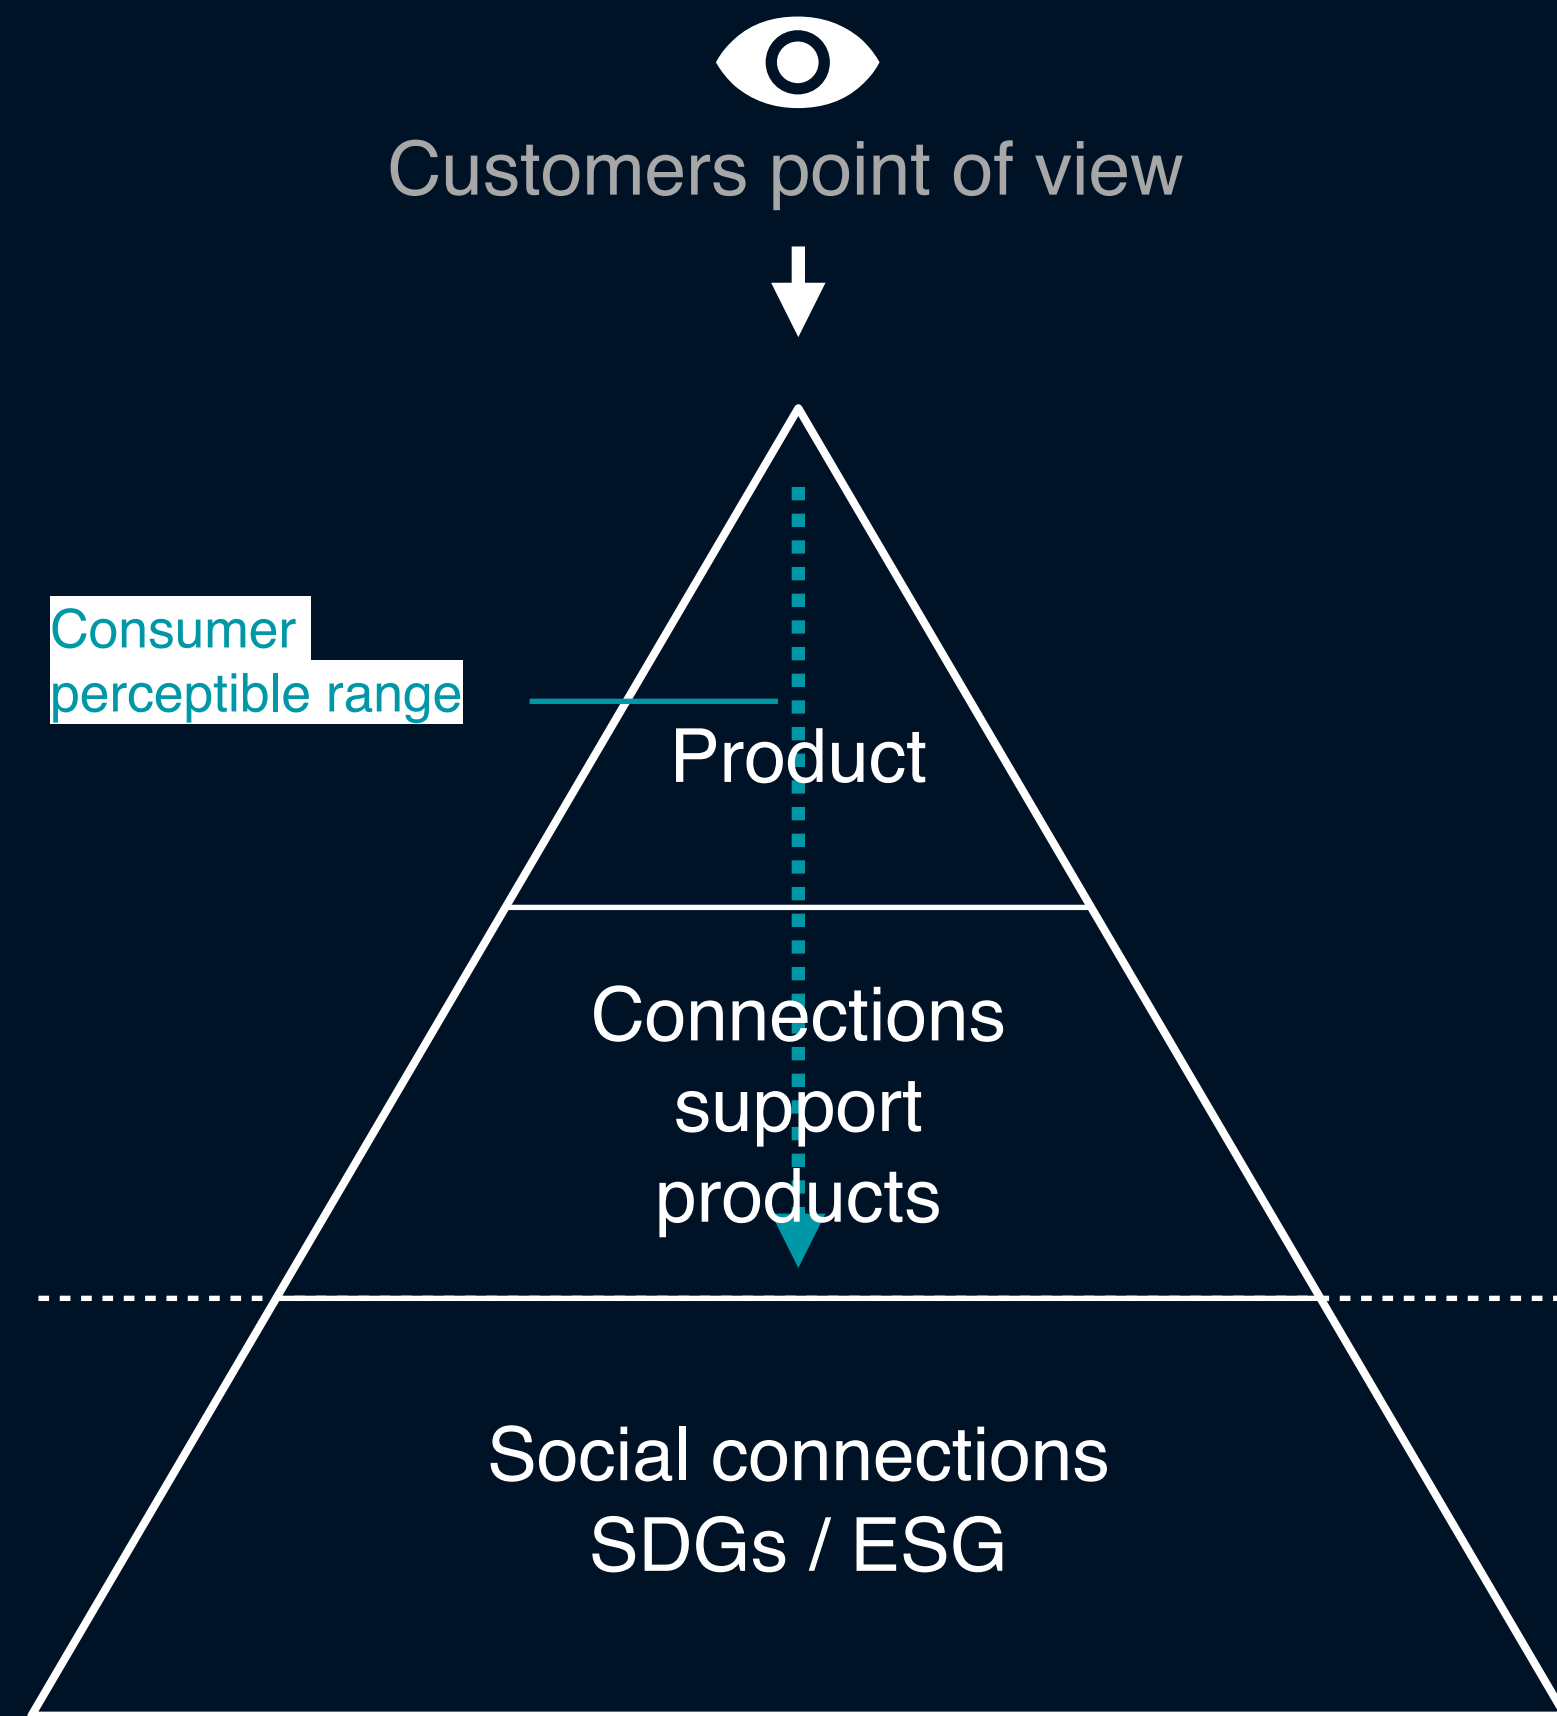 Customers point of view
Consumer
perceptible range
Product
Connections
support
products
Social connections
SDGs / ESG